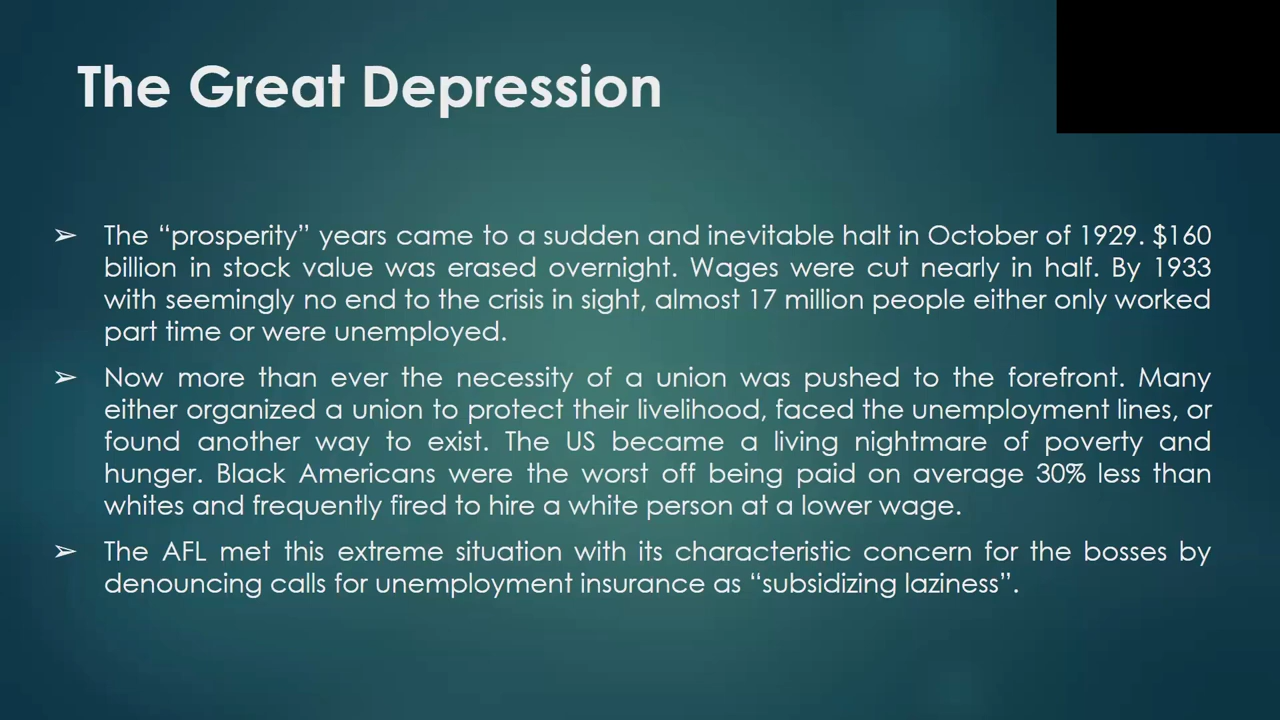 The Great Depression
➢ The “prosperity” years came to a sudden and inevitable halt in October of 1929. $160
billion in stock value was erased overnight. Wages were cut nearly in half. By 1933
with seemingly no end to the crisis in sight, almost 17 million people either only worked
part time or were unemployed.
➢ Now more than ever the necessity of a union was pushed to the forefront. Many
either organized a union to protect their livelihood, faced the unemployment lines, or
found another way to exist. The US became a living nightmare of poverty and
hunger. Black Americans were the worst off being paid on average 30% less than
whites and frequently fired to hire a white person at a lower wage.
➢ The AFL met this extreme situation with its characteristic concern for the bosses by
denouncing calls for unemployment insurance as “subsidizing laziness”.